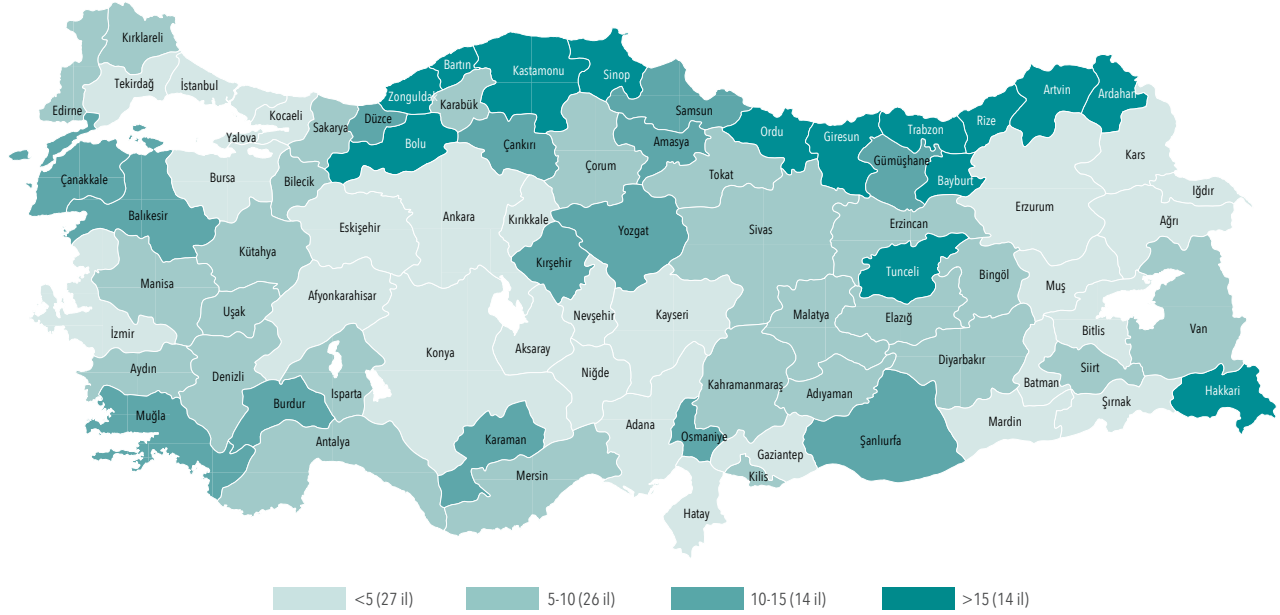 Kırklareli
Tekirdağ
İstanbul
Edirne
Kocaeli
Yalova
Sakarya
Düzce
Zongulda
Bartın
Karabük
Kastamonu
Sinop
Samsun
Bolu
Çankırı
Çorum
Amasya
Tokat
Ordu
Giresun
Trabzon
Rize
Artvin
Ardahan
Gümüşhane
Bayburt
Kars
Iğdır
Ağrı
Erzurum
Erzincan
Çanakkale
Balıkesir
Bursa
Bilecik
Eskişehir
Ankara
Kırıkkale
Yozgat
Sivas
Kütahya
Kırşehir
Tunceli
Bingöl
Muş
Manisa
Uşak
Afyonkarahisar
Nevşehir
Kayseri
Malatya
Elazığ
Bitlis
Van
İzmir
Konya
Aksaray
Niğde
Diyarbakır
Batman
Siirt
Aydın
Denizli
Isparta
Kahramanmaraş
Adıyaman
Şırnak
Hakkari
Muğla
Burdur
Antalya
Karaman
Mersin
Adana
Osmaniye
Gaziantep
Kilis
Şanlıurfa
Mardin
Hatay
<5 (27 il)
5-10 (26 il)
10-15 (14 il)
>15 (14 il)